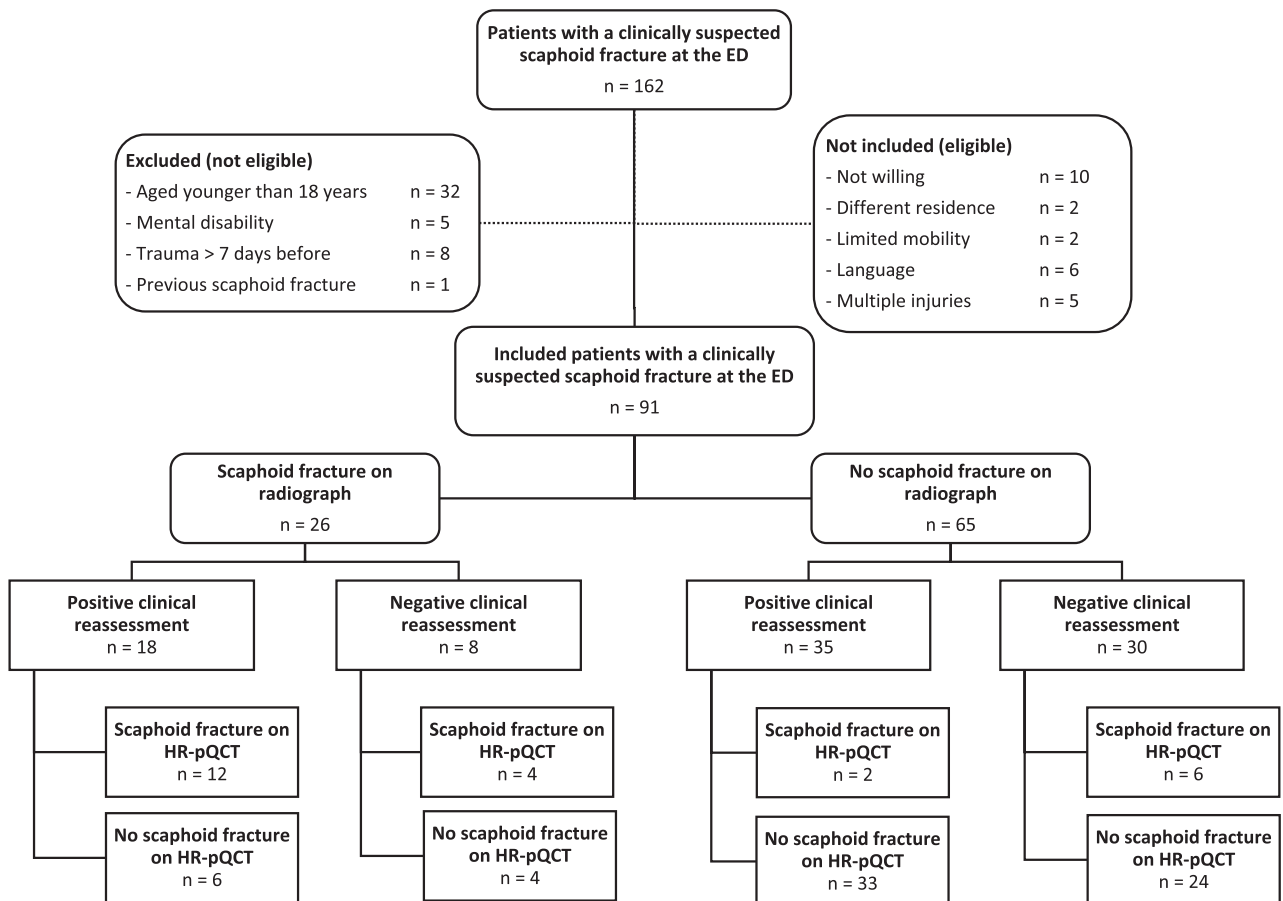 Patients with a clinically suspected
scaphoid fracture at the ED
n = 162
Excluded (not eligible)
- Aged younger than 18 years n = 32
- Mental disability n = 5
- Trauma > 7 days before n = 8
- Previous scaphoid fracture n = 1
Not included (eligible)
- Not willing n = 10
- Different residence n = 2
- Limited mobility n = 2
- Language n = 6
- Multiple injuries n = 5
Included patients with a clinically
suspected scaphoid fracture at the ED
n = 91
Scaphoid fracture on
radiograph
n = 26
No scaphoid fracture on
radiograph
n = 65
Positive clinical
reassessment
n = 18
Negative clinical
reassessment
n = 8
Positive clinical
reassessment
n = 35
Negative clinical
reassessment
n = 30
Scaphoid fracture on
HR-pQCT
n = 12
Scaphoid fracture on
HR-pQCT
n = 4
Scaphoid fracture on
HR-pQCT
n = 2
Scaphoid fracture on
HR-pQCT
n = 6
No scaphoid fracture
on HR-pQCT
n = 6
No scaphoid fracture
on HR-pQCT
n = 4
No scaphoid fracture
on HR-pQCT
n = 33
No scaphoid fracture
on HR-pQCT
n = 24